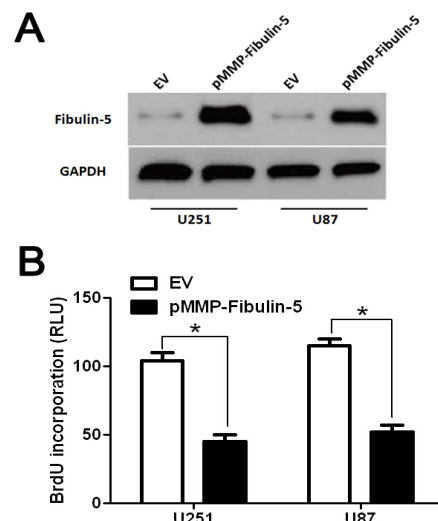 A
EV pMMP-Fibulin-5 EV pMMP-Fibulin-5
Fibulin-5
GAPDH
U251 U87
B
EV
pMMP-Fibulin-5
BrdU incorporation (RLU)
150
100
50
0
* *
U251 U87